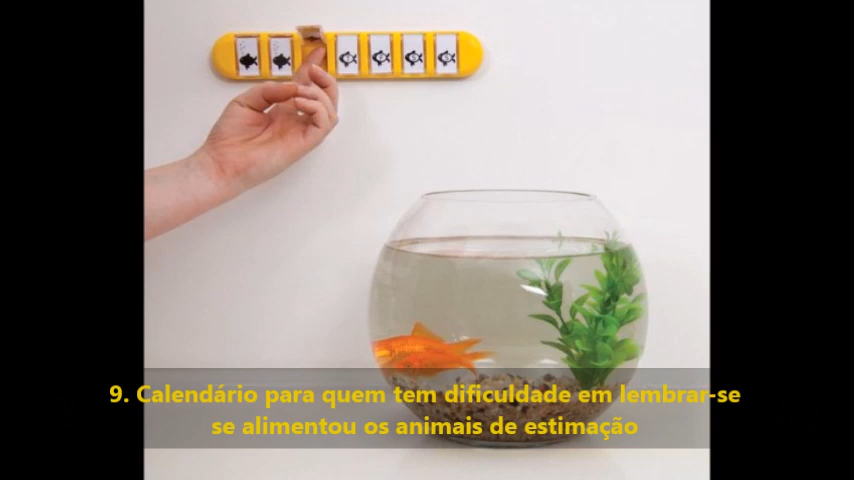 9. Calendário para quem tem dificuldade em lembrar-se
se alimentou os animais de estimação